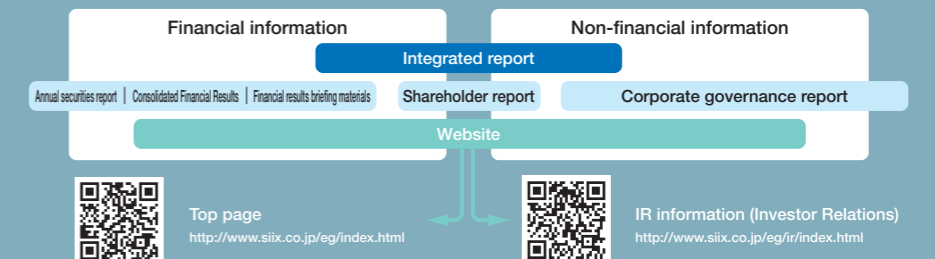 Financial information
Non-financial information
Integrated report
Annual securities report | Consolidated Financial Results | Financial results briefing materials
Shareholder report
Corporate governance report
Website
Top page
http://www.siix.co.jp/eg/index.html
IR information (Investor Relations)
http://www.siix.co.jp/eg/ir/index.html